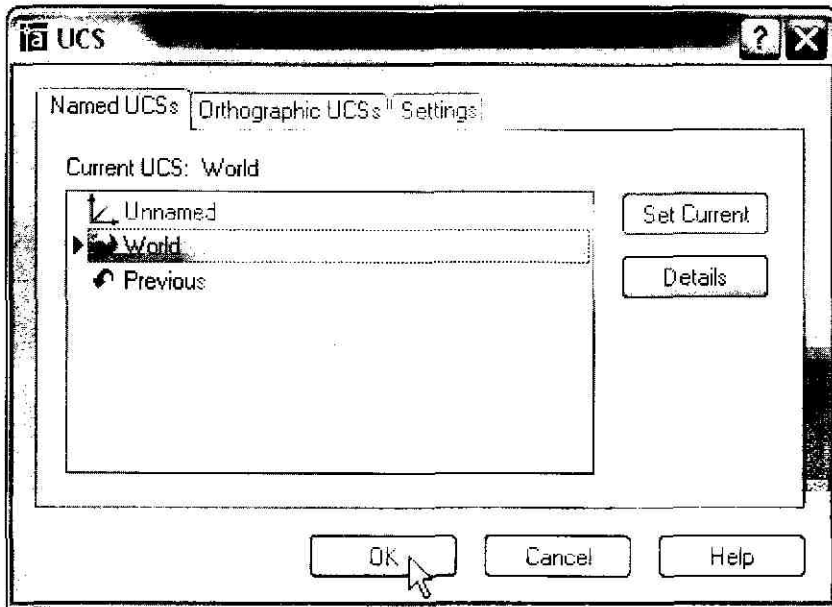 UCS
Named UCSs Orthographic UCSs Settings
Current UCS: World
Unnamed
World
Previous
Set Current
Details
OK Cancel Help